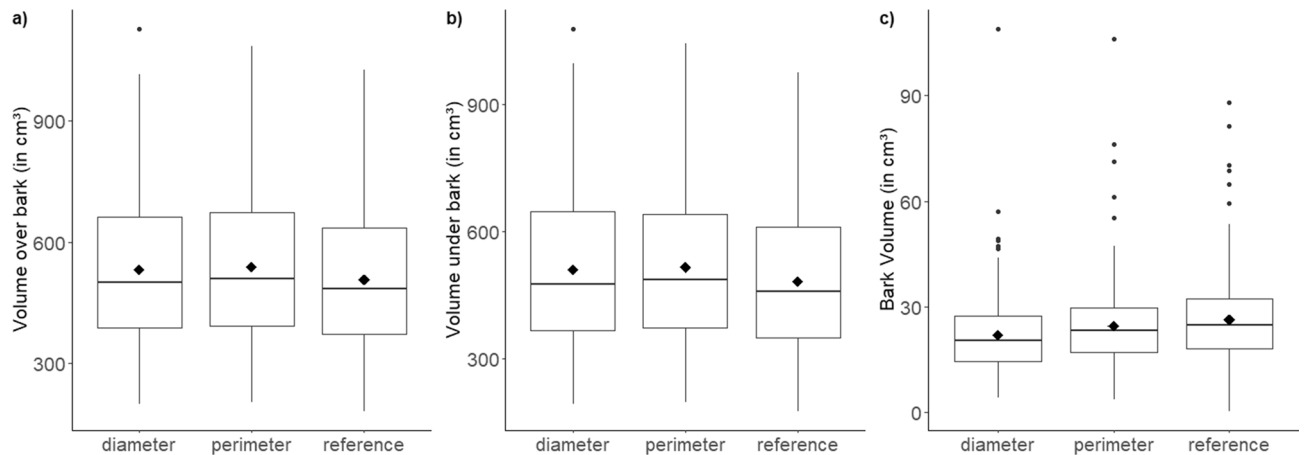 a)
Volume over bark (in cm³)
900
600
300
diameter perimeter reference
b)
Volume under bark (in cm³)
900
600
300
diameter perimeter reference
c)
Bark Volume (in cm³)
90
60
30
0
diameter perimeter reference